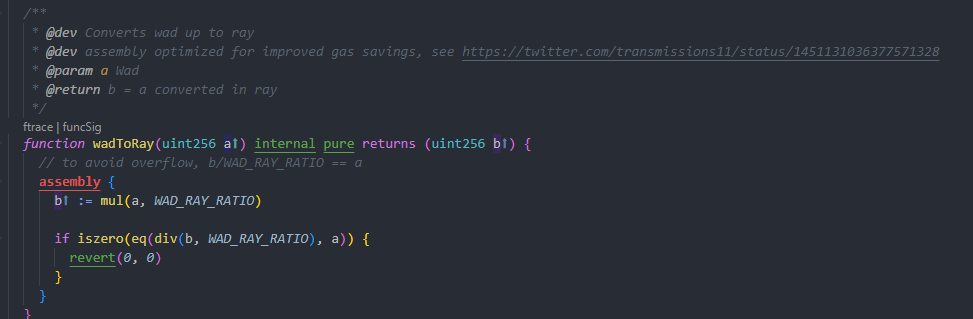 /**
 * @dev Converts wad up to ray
 * @dev assembly optimized for improved gas savings, see https://twitter.com/transmissions11/status/1451131036377571328
 * @param a Wad
 * @return b = a converted in ray
 */
ftrace | funcSig
function wadToRay(uint256 a↑) internal pure returns (uint256 b↑) {
// to avoid overflow, b/WAD_RAY_RATIO == a
assembly {
b↑ := mul(a, WAD_RAY_RATIO)
if iszero(eq(div(b, WAD_RAY_RATIO), a)) {
revert(0, 0)
}
}
}